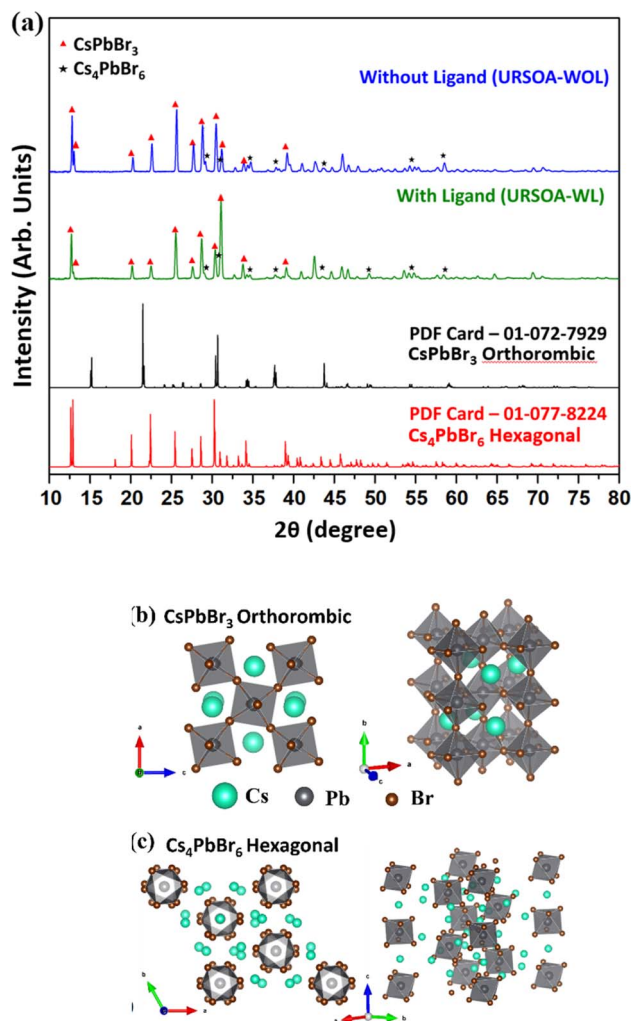 (a)
▲ CsPbBr3
★ Cs4PbBr6
Without Ligand (URSOA-WOL)
With Ligand (URSOA-WL)
PDF Card – 01-072-7929
CsPbBr3 Orthorombic
PDF Card – 01-077-8224
Cs4PbBr6 Hexagonal
Intensity (Arb. Units)
10 15 20 25 30 35 40 45 50 55 60 65 70 75 80
2θ (degree)
(b) CsPbBr3 Orthorombic
a
c
b
a
c
Cs Pb Br
(c) Cs4PbBr6 Hexagonal
b
a
c
a
b